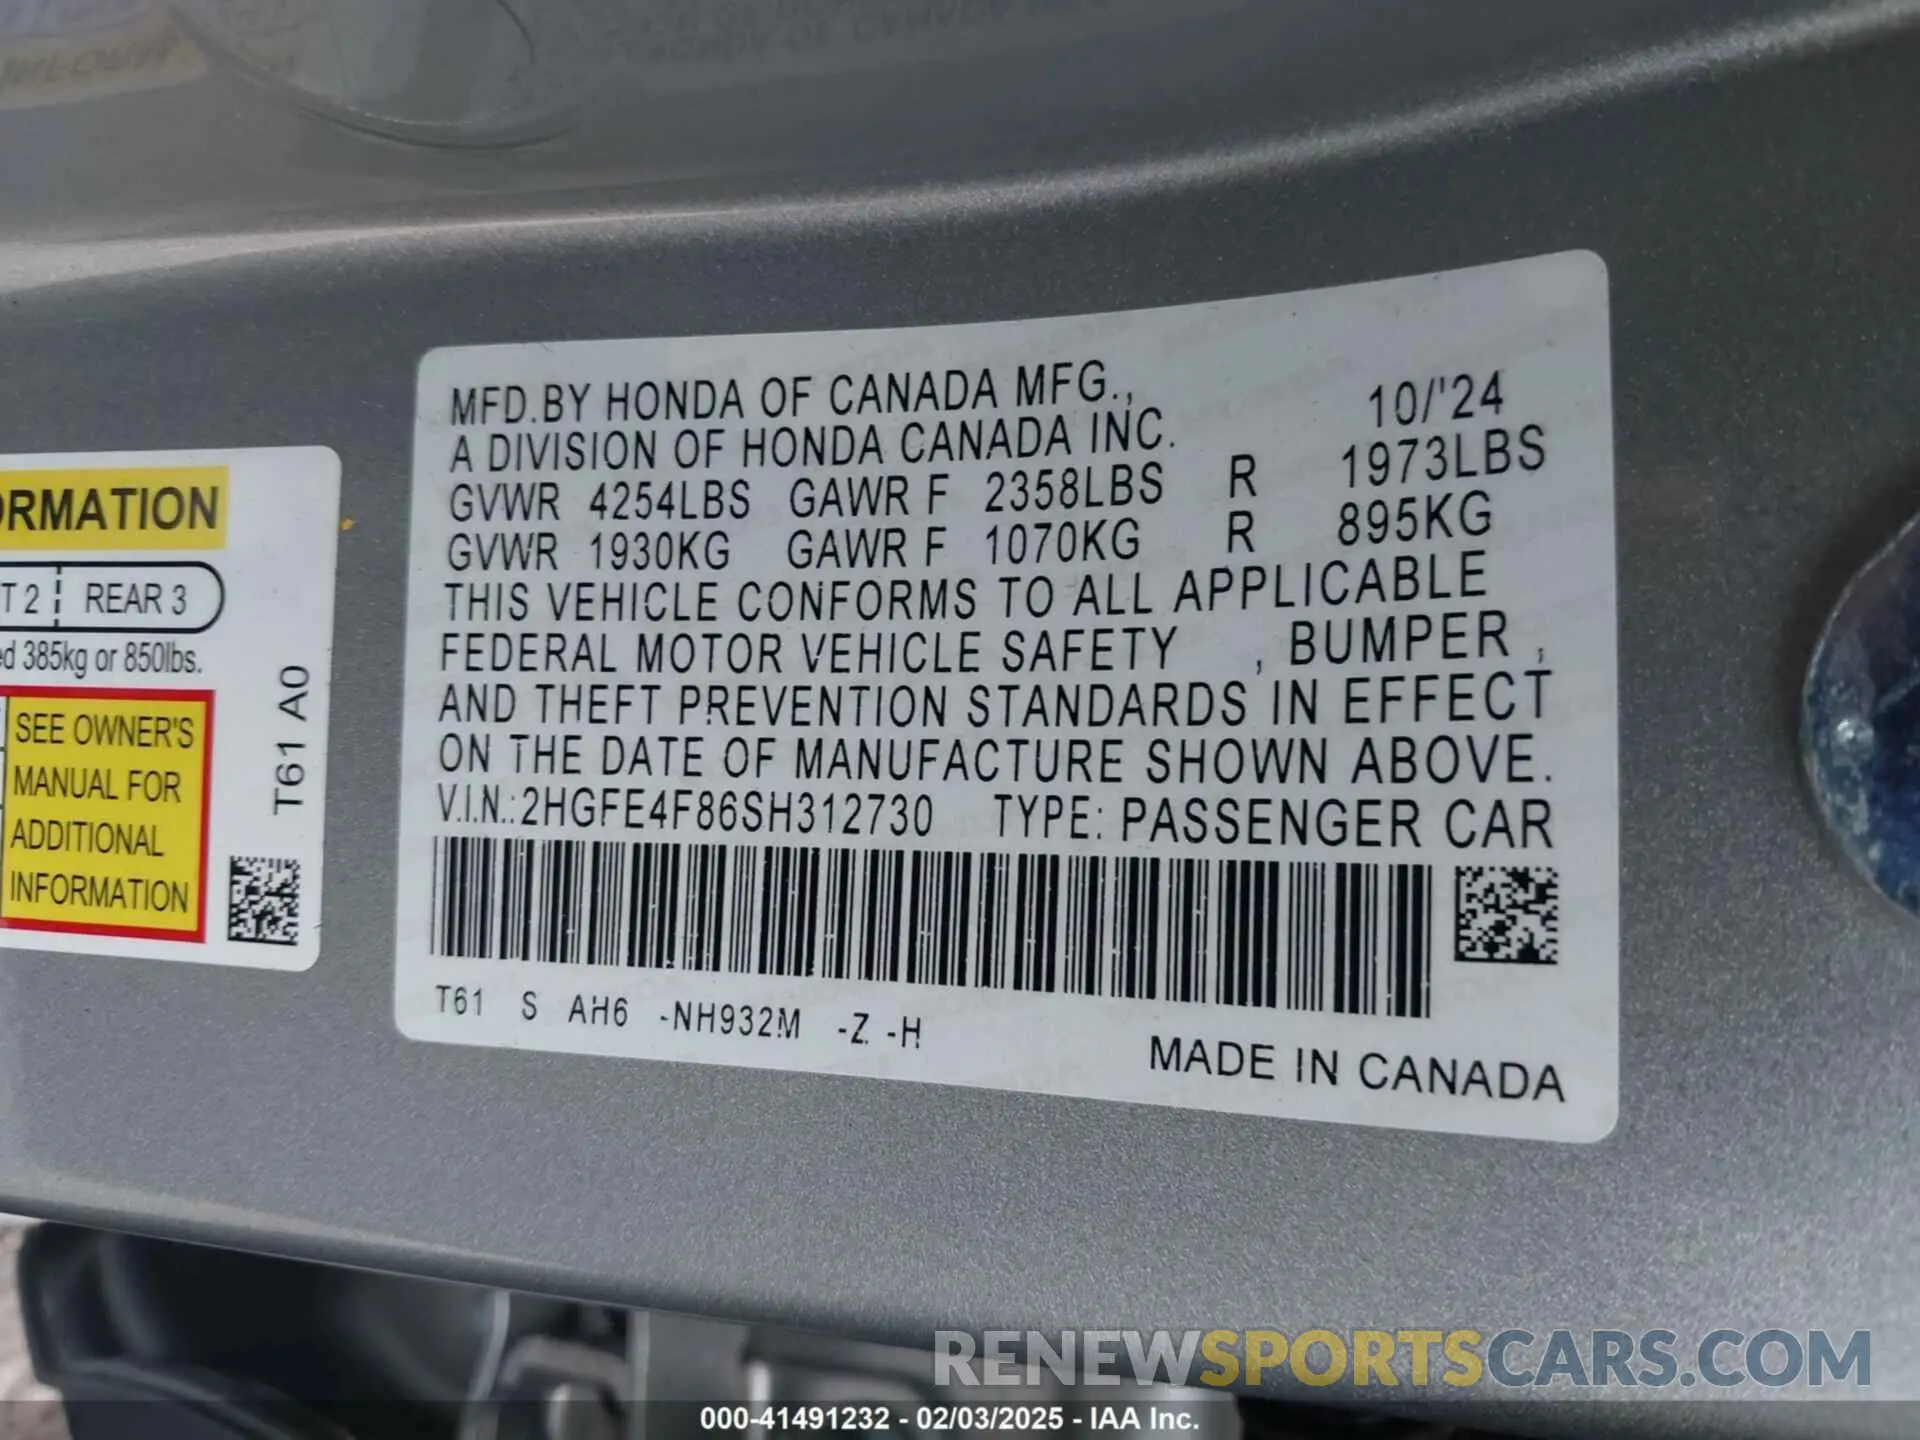 ORMATION
T 2 REAR 3
ed 385kg or 850lbs.
SEE OWNER'S
MANUAL FOR
ADDITIONAL
INFORMATION
T61 A0
MFD.BY HONDA OF CANADA MFG., 10/'24
A DIVISION OF HONDA CANADA INC.
GVWR 4254LBS GAWR F 2358LBS R 1973LBS
GVWR 1930KG GAWR F 1070KG R 895KG
THIS VEHICLE CONFORMS TO ALL APPLICABLE
FEDERAL MOTOR VEHICLE SAFETY , BUMPER ,
AND THEFT PREVENTION STANDARDS IN EFFECT
ON THE DATE OF MANUFACTURE SHOWN ABOVE.
V.I.N.:2HGFE4F86SH312730 TYPE: PASSENGER CAR
T61 S AH6 -NH932M -Z -H
MADE IN CANADA
RENEWSPORTSCARS.COM
000-41491232 - 02/03/2025 - IAA Inc.